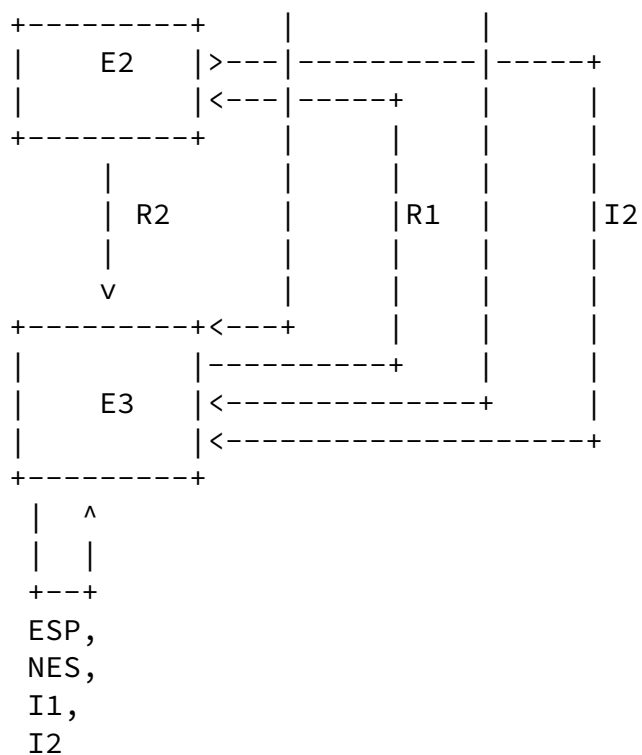 E2
R2 R1 I2
E3
ESP,
NES,
I1,
I2